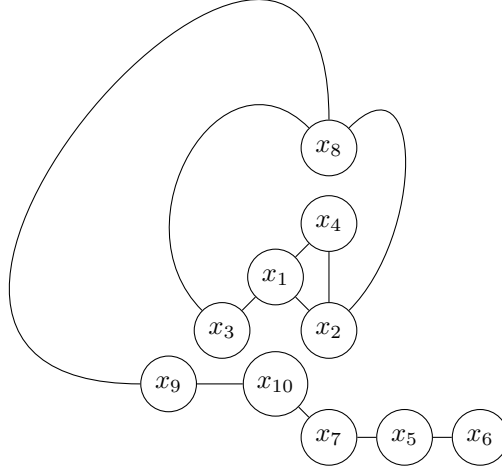 x₈
x₄
x₁
x₃ x₂
x₉ x₁₀
x₇ x₅ x₆